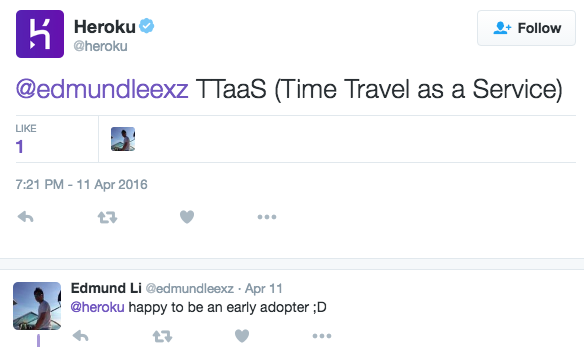 Heroku
@heroku
Follow
@edmundleexz TTaaS (Time Travel as a Service)
LIKE
1
7:21 PM - 11 Apr 2016
Edmund Li @edmundleexz · Apr 11
@heroku happy to be an early adopter ;D